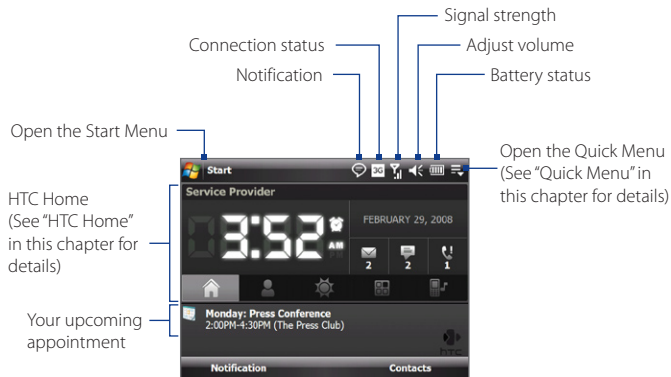 Signal strength
Connection status
Adjust volume
Notification
Battery status
Open the Start Menu
Open the Quick Menu
(See “Quick Menu” in
this chapter for details)
Start
3G
HTC Home
(See “HTC Home”
in this chapter for
details)
Service Provider
3:52
AM
FEBRUARY 29, 2008
2
2
1
Your upcoming
appointment
Monday: Press Conference
2:00PM-4:30PM (The Press Club)
hTC
Notification
Contacts